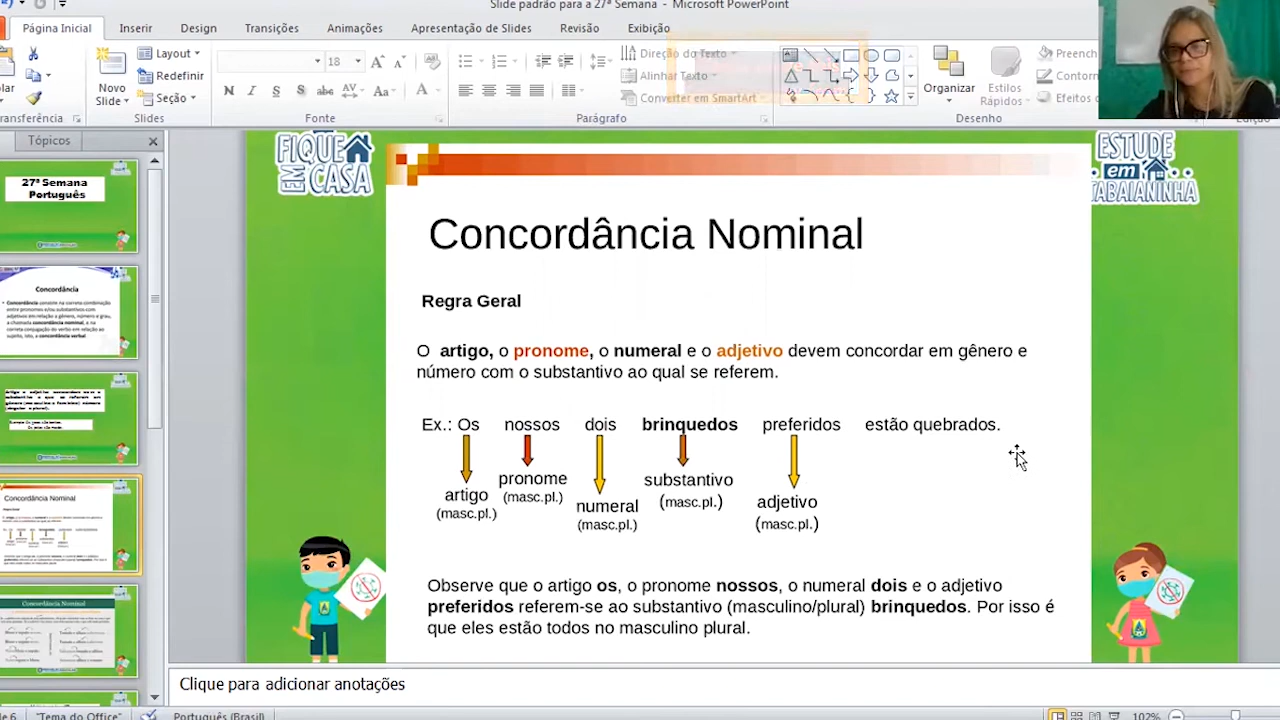 Slide padrão para a 27ª Semana - Microsoft PowerPoint
Página Inicial Inserir Design Transições Animações Apresentação de Slides Revisão Exibição
Layout
Redefinir
Seção
Novo
Slide
18
Direção do Texto
Alinhar Texto
Converter em SmartArt
Organizar
Estilos
Rápidos
Slides Fonte Parágrafo Desenho
Tópicos
27ª Semana
Português
Concordância
Concordância Nominal
Concordância Nominal
FIQUE
EM
CASA
ESTUDE
em
TABAIANINHA
Concordância Nominal
Regra Geral
O artigo, o pronome, o numeral e o adjetivo devem concordar em gênero e
número com o substantivo ao qual se referem.
Ex.: Os nossos dois brinquedos preferidos estão quebrados.
artigo
(masc.pl.)
pronome
(masc.pl.)
numeral
(masc.pl.)
substantivo
(masc.pl.)
adjetivo
(masc.pl.)
Observe que o artigo os, o pronome nossos, o numeral dois e o adjetivo
preferidos referem-se ao substantivo (masculino/plural) brinquedos. Por isso é
que eles estão todos no masculino plural.
Clique para adicionar anotações
"Tema do Office" Português (Brasil) 102%